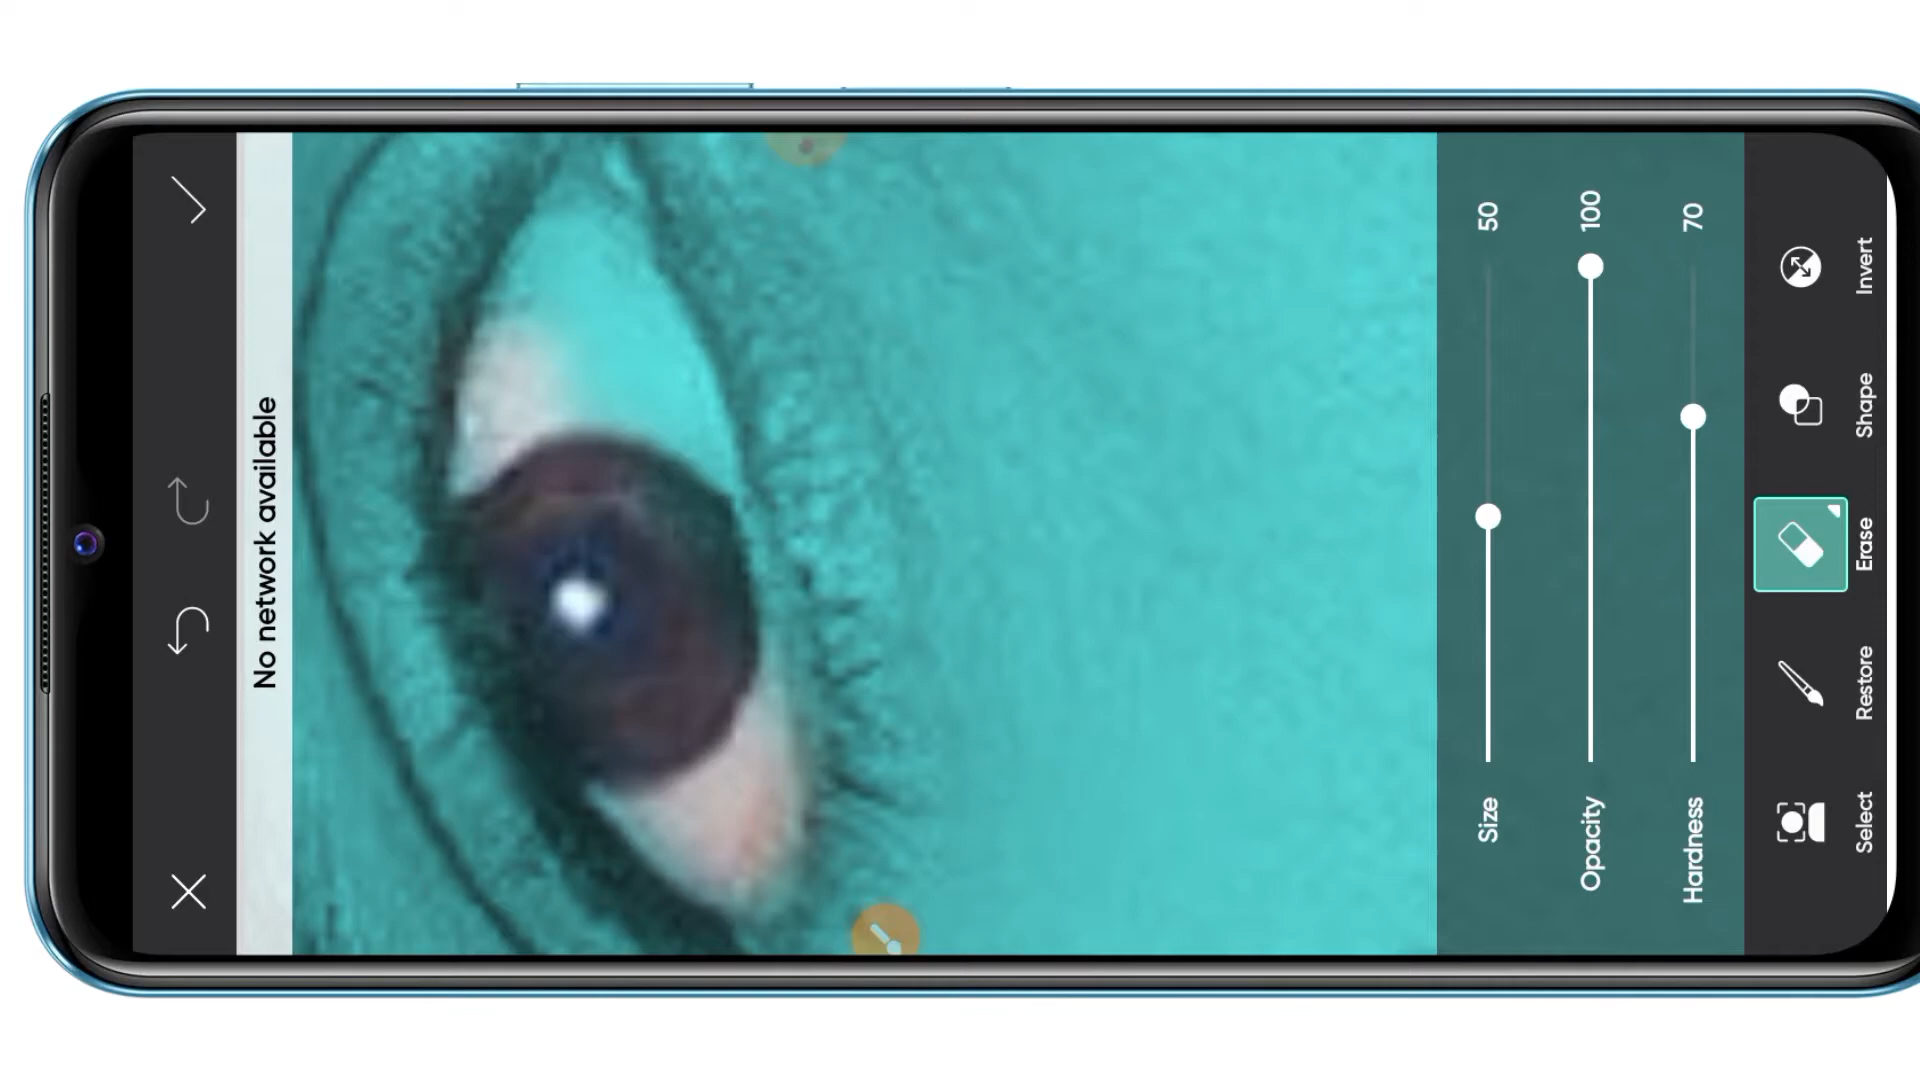 No network available
Size 50
Opacity 100
Hardness 70
Select
Restore
Erase
Shape
Invert